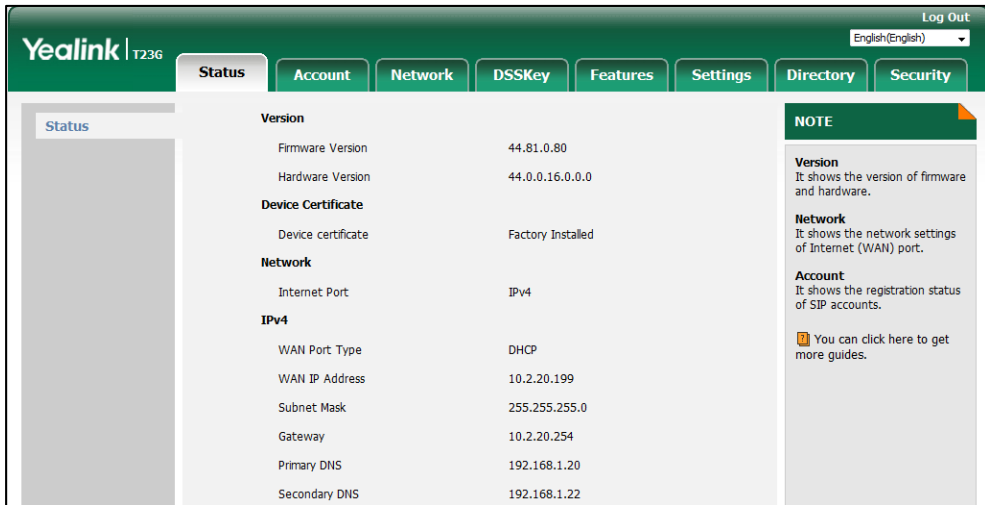 Log Out
English(English)
Yealink T23G
Status Account Network DSSKey Features Settings Directory Security
Status
Version
Firmware Version 44.81.0.80
Hardware Version 44.0.0.16.0.0.0
Device Certificate
Device certificate Factory Installed
Network
Internet Port IPv4
IPv4
WAN Port Type DHCP
WAN IP Address 10.2.20.199
Subnet Mask 255.255.255.0
Gateway 10.2.20.254
Primary DNS 192.168.1.20
Secondary DNS 192.168.1.22
NOTE
Version
It shows the version of firmware
and hardware.
Network
It shows the network settings
of Internet (WAN) port.
Account
It shows the registration status
of SIP accounts.
? You can click here to get
more guides.